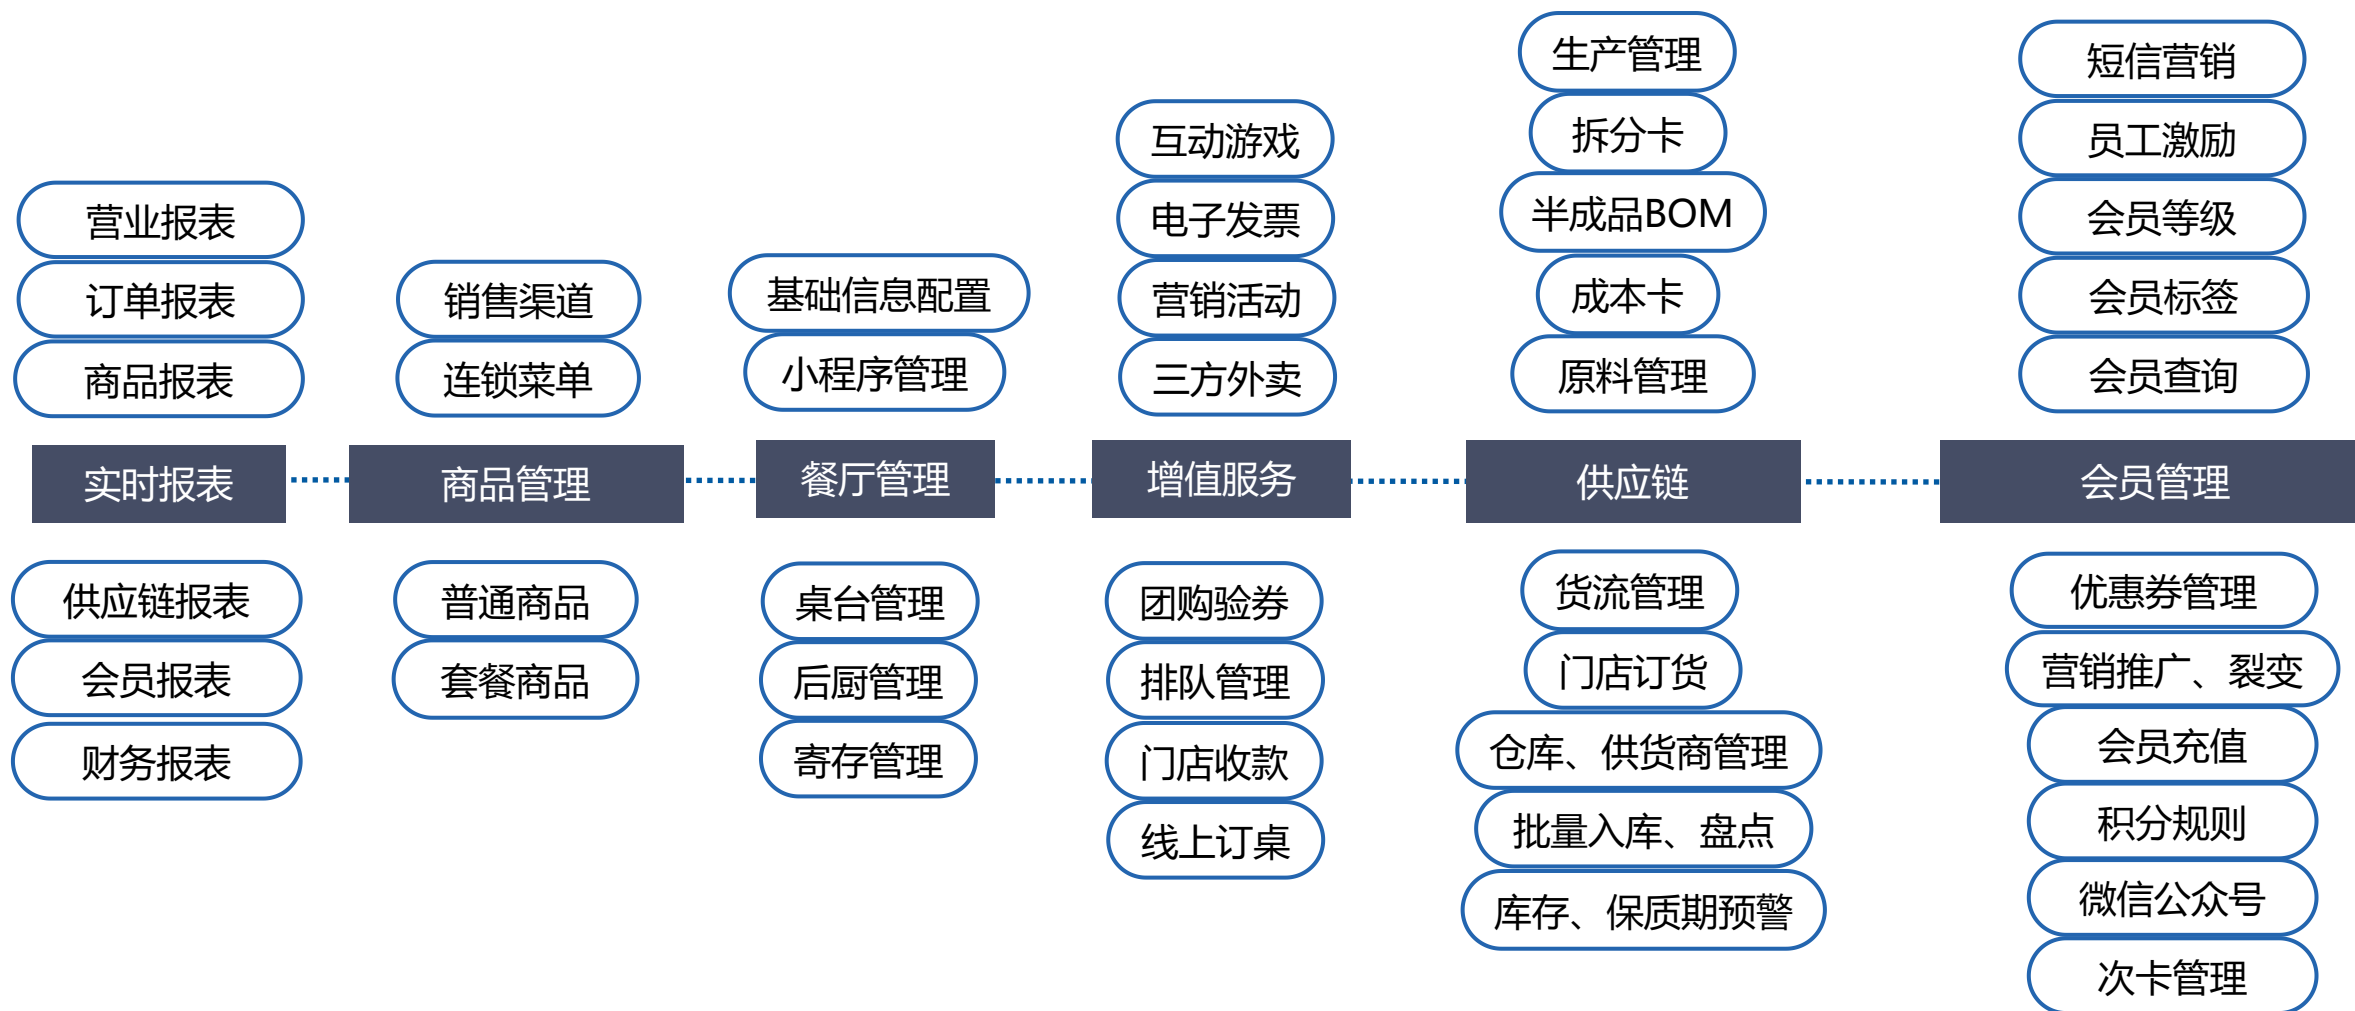 营业报表
订单报表
商品报表
实时报表
供应链报表
会员报表
财务报表
销售渠道
连锁菜单
商品管理
普通商品
套餐商品
基础信息配置
小程序管理
餐厅管理
桌台管理
后厨管理
寄存管理
互动游戏
电子发票
营销活动
三方外卖
增值服务
团购验券
排队管理
门店收款
线上订桌
生产管理
拆分卡
半成品BOM
成本卡
原料管理
供应链
货流管理
门店订货
仓库、供货商管理
批量入库、盘点
库存、保质期预警
短信营销
员工激励
会员等级
会员标签
会员查询
会员管理
优惠券管理
营销推广、裂变
会员充值
积分规则
微信公众号
次卡管理